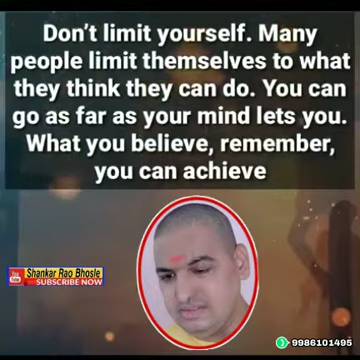 Don't limit yourself. Many
people limit themselves to what
they think they can do. You can
go as far as your mind lets you.
What you believe, remember,
you can achieve
Shankar Rao Bhosle
SUBSCRIBE NOW
9986101495